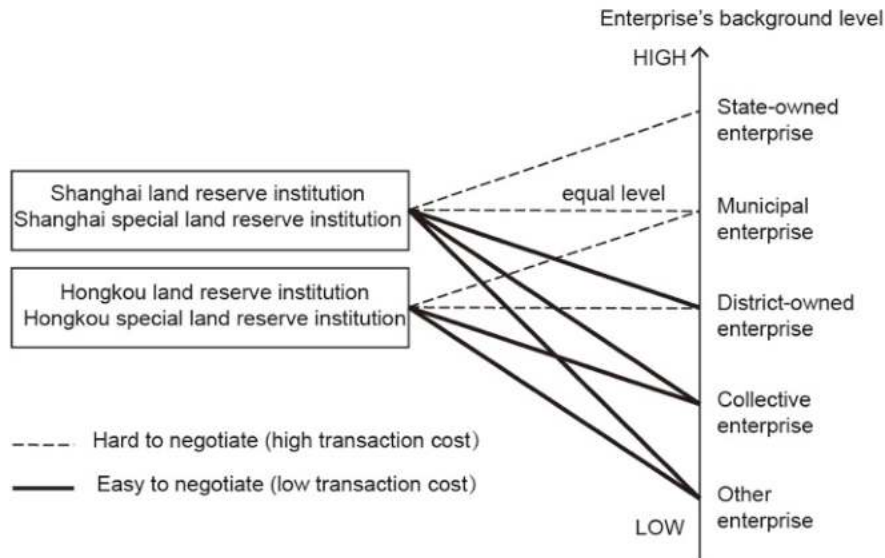 Enterprise's background level
HIGH
State-owned
enterprise
Shanghai land reserve institution
Shanghai special land reserve institution
equal level
Municipal
enterprise
Hongkou land reserve institution
Hongkou special land reserve institution
District-owned
enterprise
Collective
enterprise
Hard to negotiate (high transaction cost)
Easy to negotiate (low transaction cost)
Other
enterprise
LOW